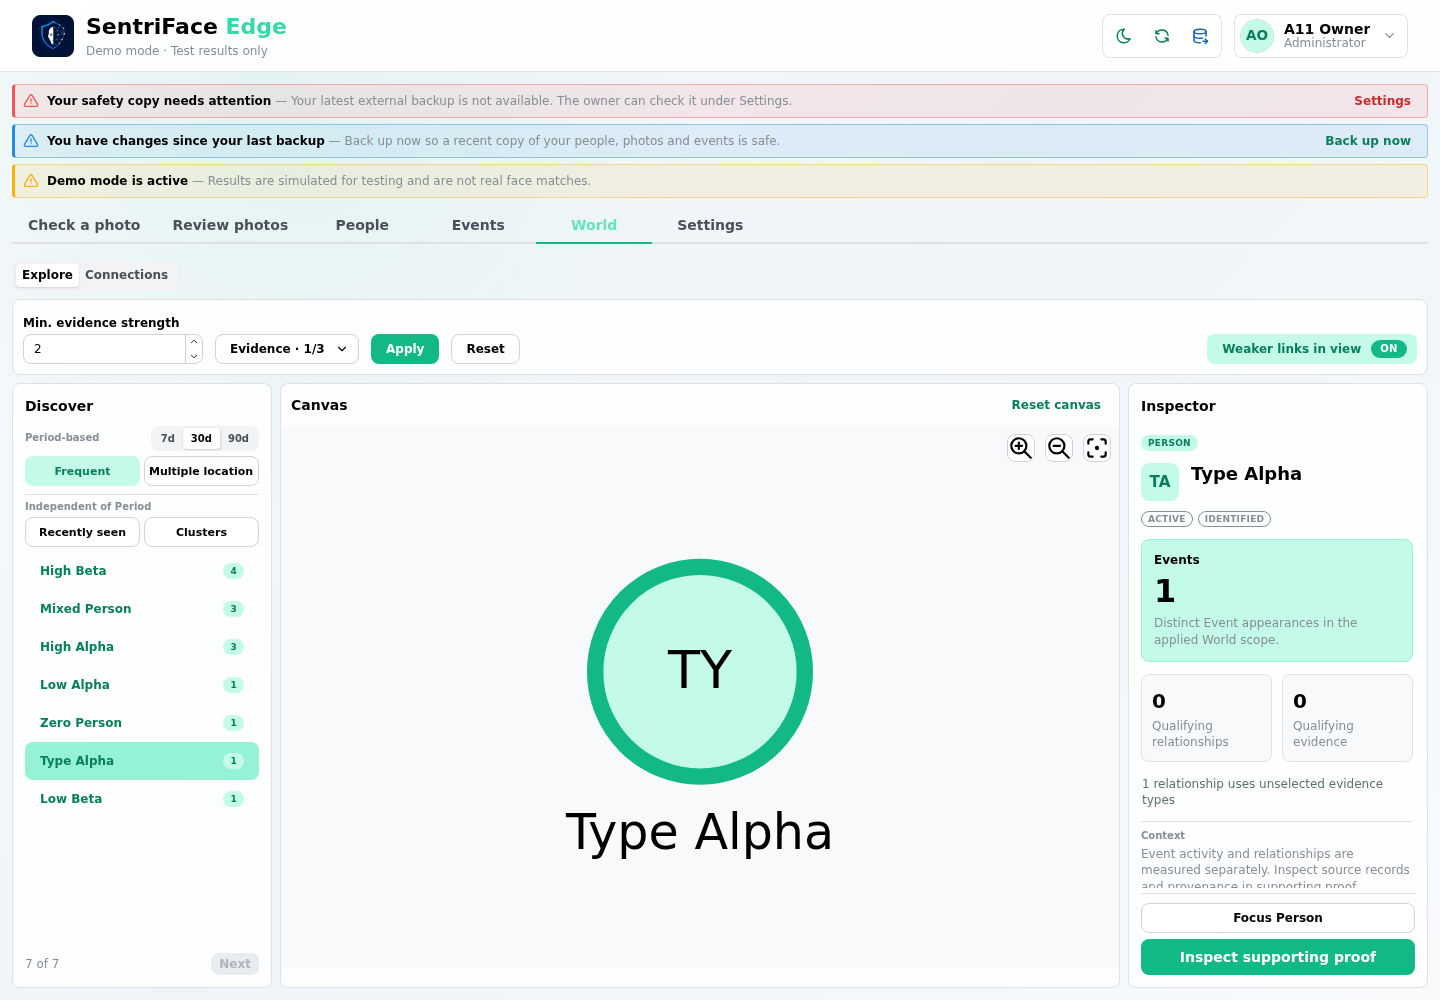 SentriFace Edge
Demo mode · Test results only
AO
A11 Owner
Administrator
Your safety copy needs attention — Your latest external backup is not available. The owner can check it under Settings.
Settings
You have changes since your last backup — Back up now so a recent copy of your people, photos and events is safe.
Back up now
Demo mode is active — Results are simulated for testing and are not real face matches.
Check a photo
Review photos
People
Events
World
Settings
Explore
Connections
Min. evidence strength
2
Evidence · 1/3
Apply
Reset
Weaker links in view ON
Discover
Period-based
7d
30d
90d
Frequent
Multiple location
Independent of Period
Recently seen
Clusters
High Beta 4
Mixed Person 3
High Alpha 3
Low Alpha 1
Zero Person 1
Type Alpha 1
Low Beta 1
7 of 7
Next
Canvas
Reset canvas
TY
Type Alpha
Inspector
PERSON
TA
Type Alpha
ACTIVE
IDENTIFIED
Events
1
Distinct Event appearances in the
applied World scope.
0
Qualifying
relationships
0
Qualifying
evidence
1 relationship uses unselected evidence
types
Context
Event activity and relationships are
measured separately. Inspect source records
and provenance in supporting proof
Focus Person
Inspect supporting proof